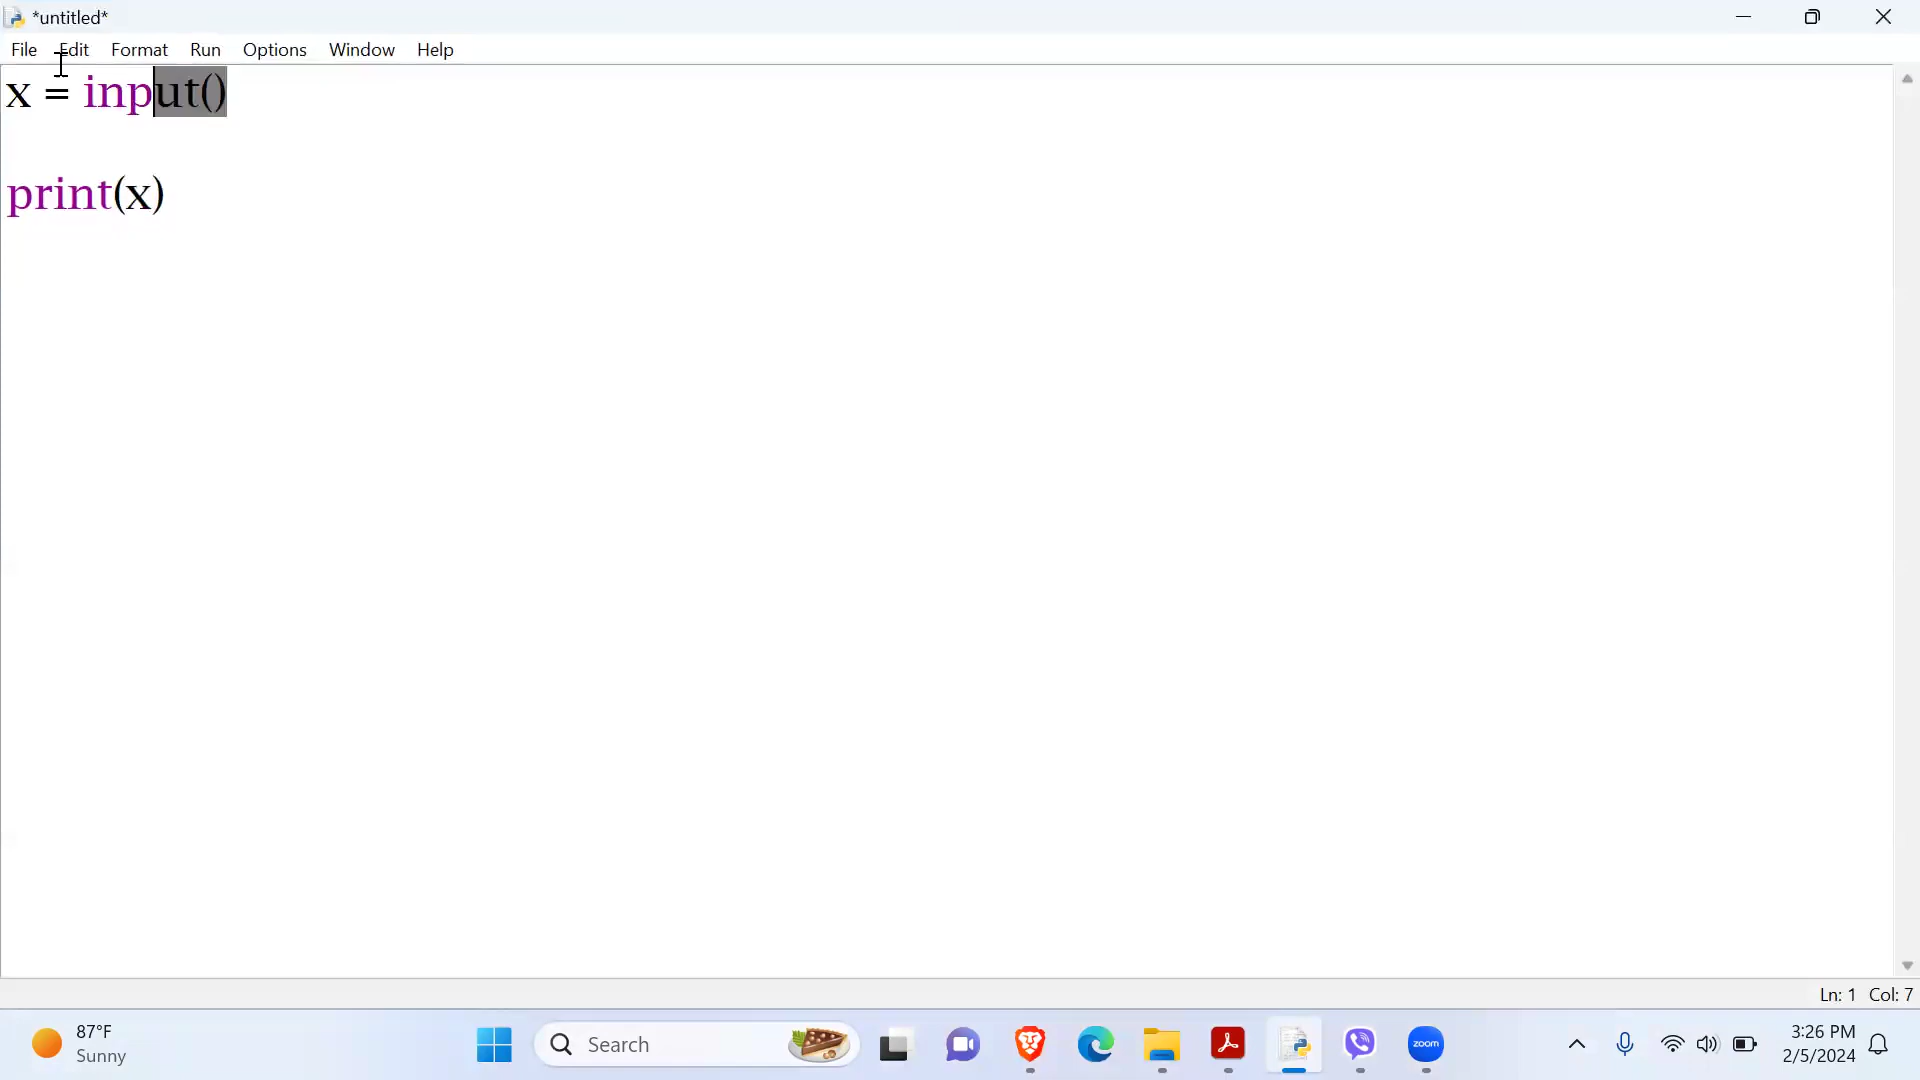 *untitled*
File Edit Format Run Options Window Help
x = input()
print(x)
Ln: 1 Col: 7
87°F
Sunny
Search
zoom
3:26 PM
2/5/2024